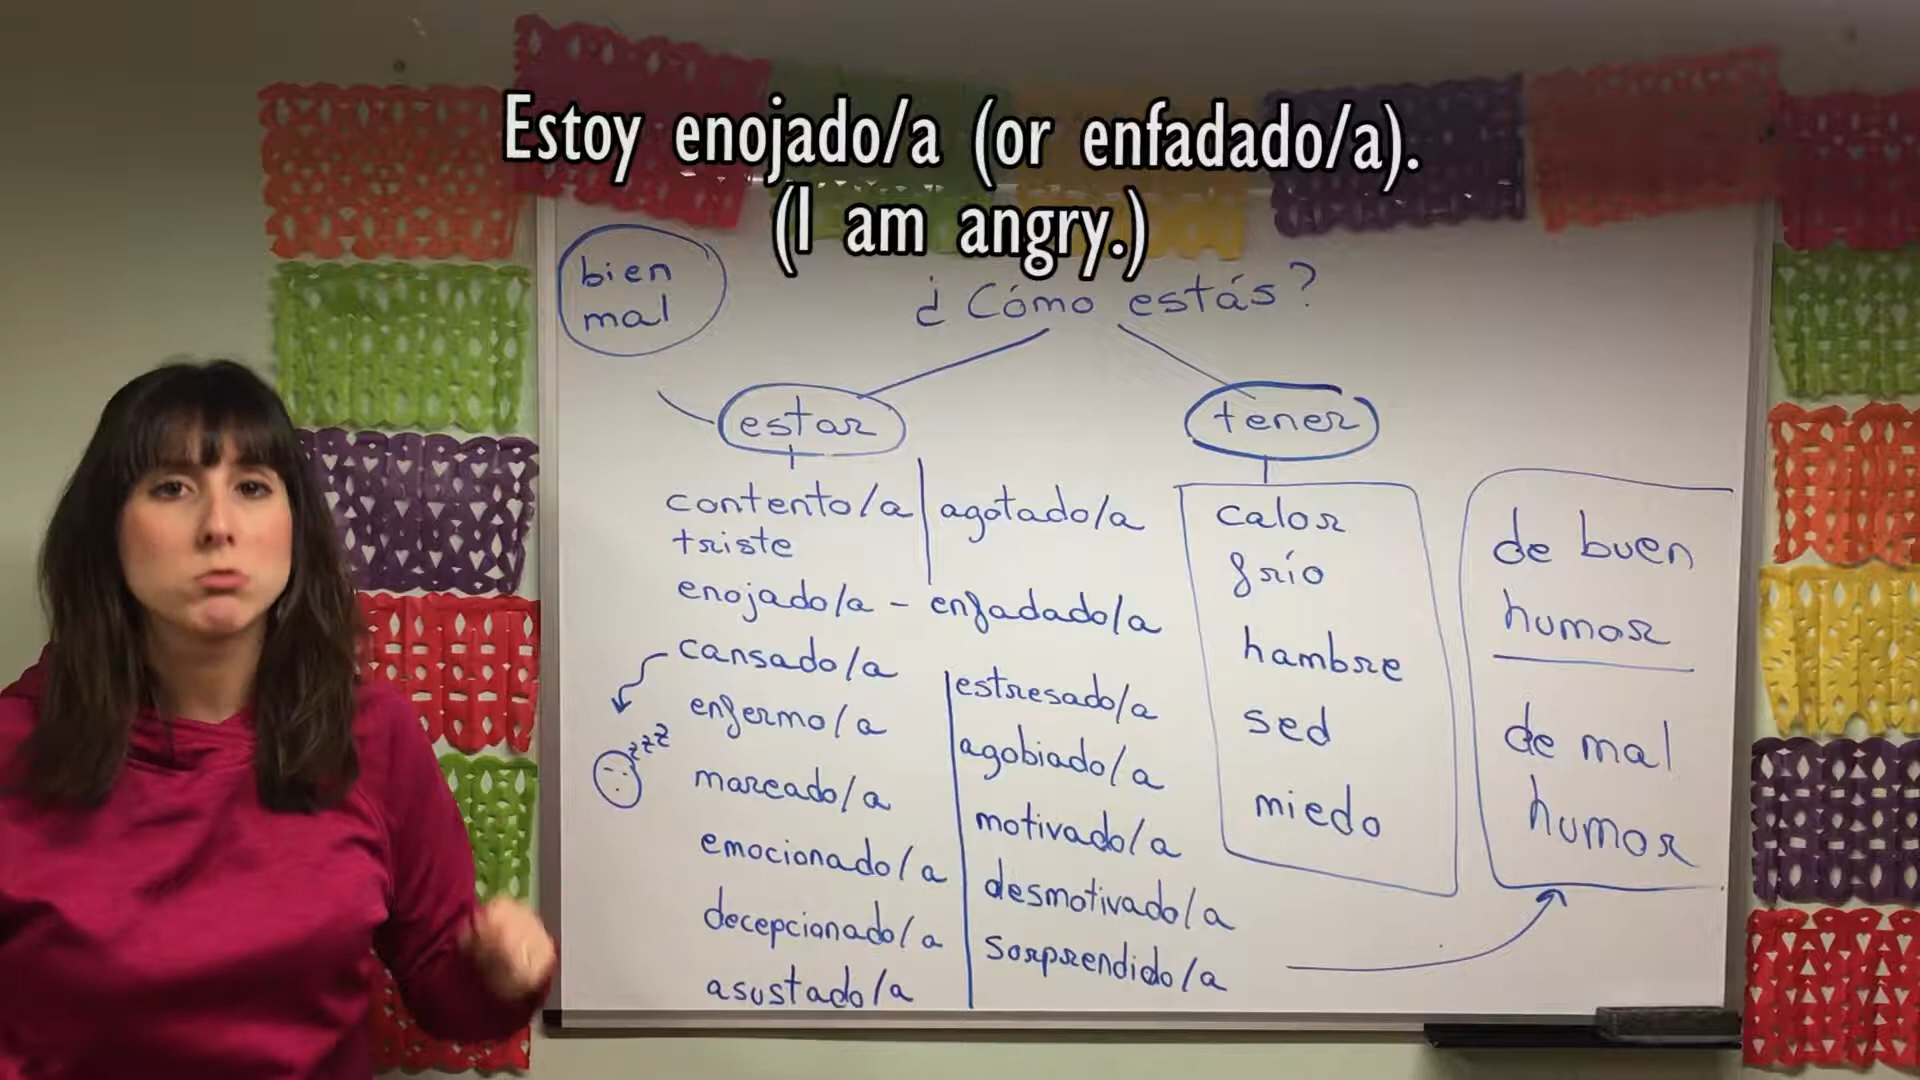 Estoy enojado/a (or enfadado/a).
(I am angry.)
bien
mal
¿Cómo estás?
estar
tener
contento/a
agotado/a
triste
enojado/a - enfadado/a
cansado/a
enfermo/a
mareado/a
emocionado/a
decepcionado/a
asustado/a
estresado/a
agobiado/a
motivado/a
desmotivado/a
sorprendido/a
calor
frío
hambre
sed
miedo
de buen
humor
de mal
humor
zzz